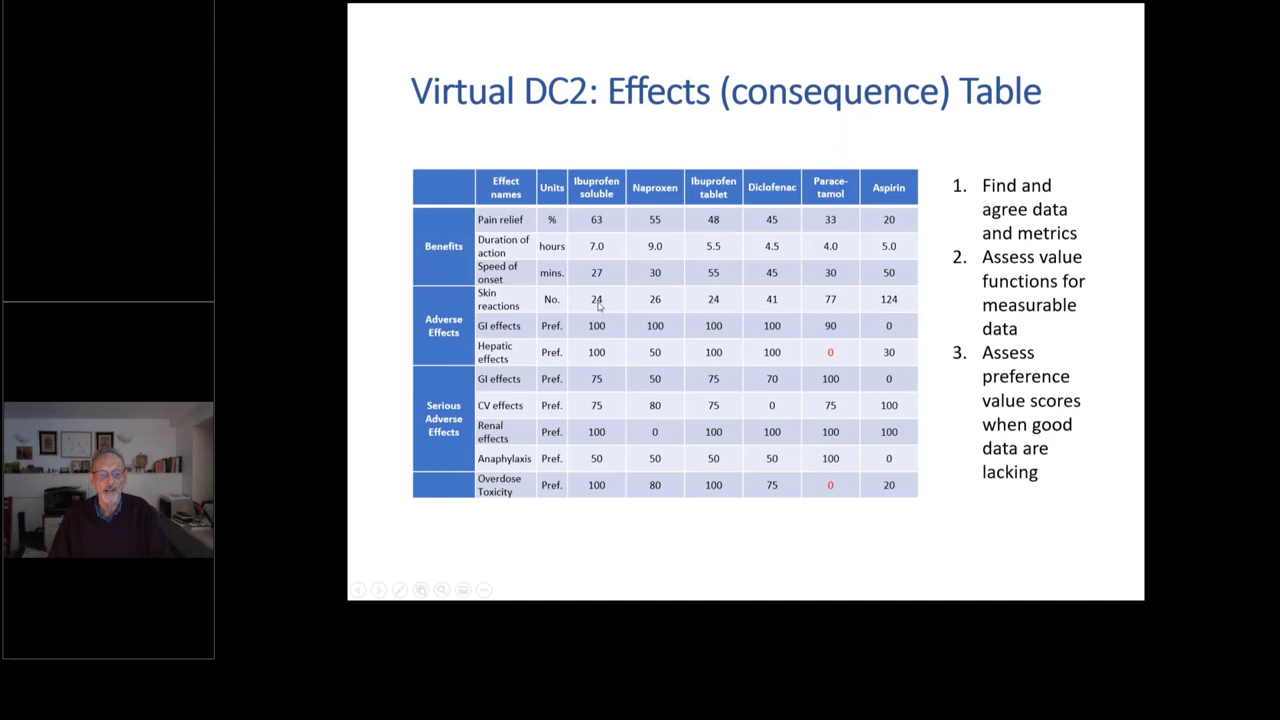 Virtual DC2: Effects (consequence) Table
Effect names Units Ibuprofen soluble Naproxen Ibuprofen tablet Diclofenac Parace-tamol Aspirin
Benefits
Pain relief % 63 55 48 45 33 20
Duration of action hours 7.0 9.0 5.5 4.5 4.0 5.0
Speed of onset mins. 27 30 55 45 30 50
Adverse Effects
Skin reactions No. 24 26 24 41 77 124
GI effects Pref. 100 100 100 100 90 0
Hepatic effects Pref. 100 50 100 100 0 30
Serious Adverse Effects
GI effects Pref. 75 50 75 70 100 0
CV effects Pref. 75 80 75 0 75 100
Renal effects Pref. 100 0 100 100 100 100
Anaphylaxis Pref. 50 50 50 50 100 0
Overdose Toxicity Pref. 100 80 100 75 0 20
1. Find and
agree data
and metrics
2. Assess value
functions for
measurable
data
3. Assess
preference
value scores
when good
data are
lacking